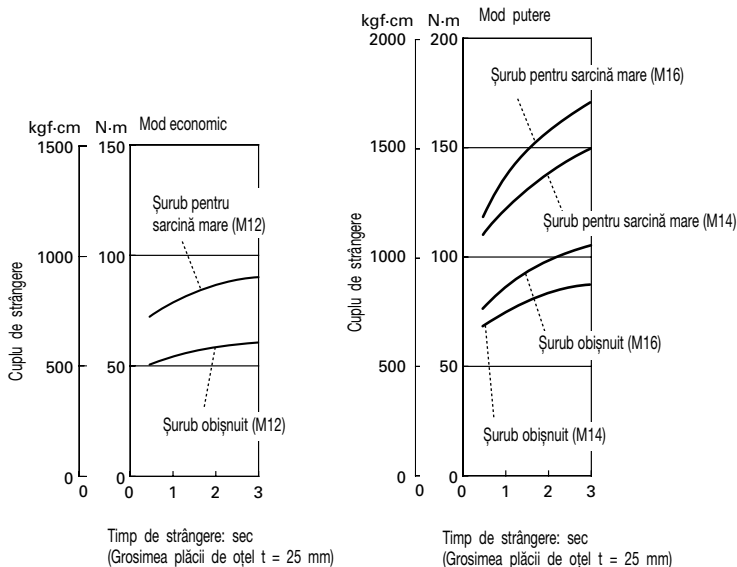 kgf·cm N·m Mod economic
1500 150
Șurub pentru
sarcină mare (M12)
1000 100
Cuplu de strângere
500 50
Șurub obișnuit (M12)
0 0
0 0 1 2 3
Timp de strângere: sec
(Grosimea plăcii de oțel t = 25 mm)
kgf·cm N·m Mod putere
2000 200
Șurub pentru sarcină mare (M16)
1500 150
Șurub pentru sarcină mare (M14)
Cuplu de strângere
1000 100
Șurub obișnuit (M16)
500 50
Șurub obișnuit (M14)
0 0
0 0 1 2 3
Timp de strângere: sec
(Grosimea plăcii de oțel t = 25 mm)